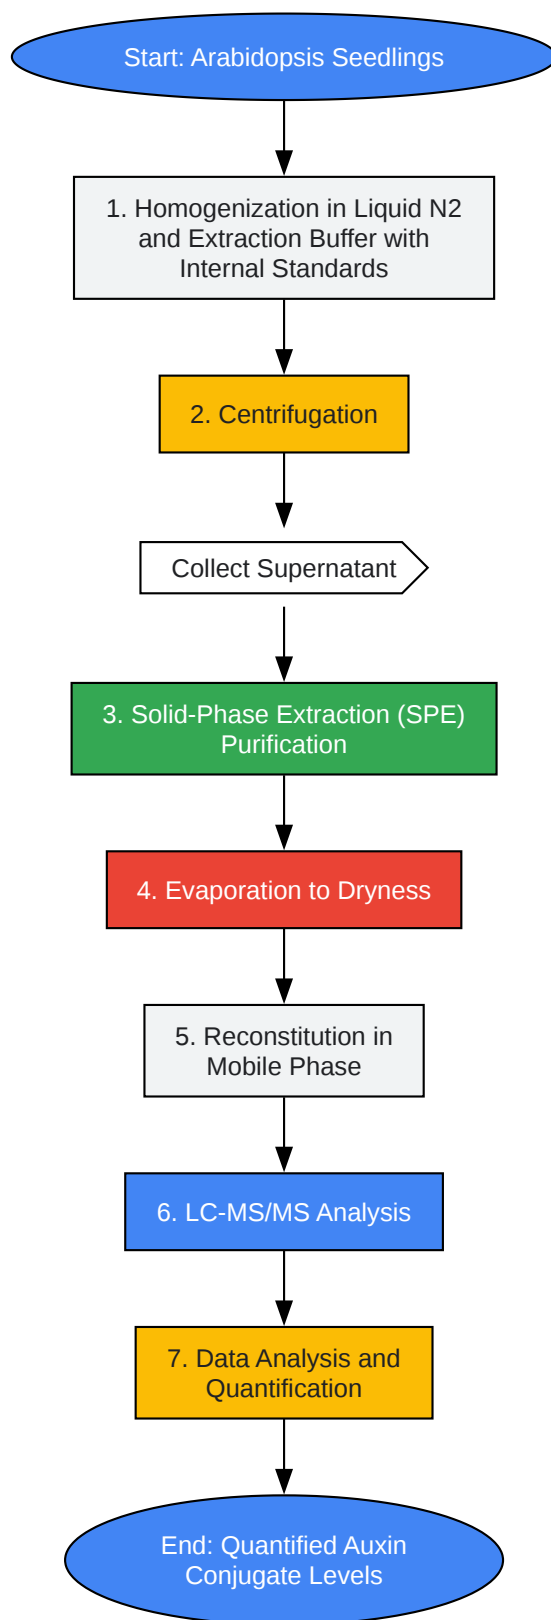 Start: Arabidopsis Seedlings
1. Homogenization in Liquid N2
and Extraction Buffer with
Internal Standards
2. Centrifugation
Collect Supernatant
3. Solid-Phase Extraction (SPE)
Purification
4. Evaporation to Dryness
5. Reconstitution in
Mobile Phase
6. LC-MS/MS Analysis
7. Data Analysis and
Quantification
End: Quantified Auxin
Conjugate Levels